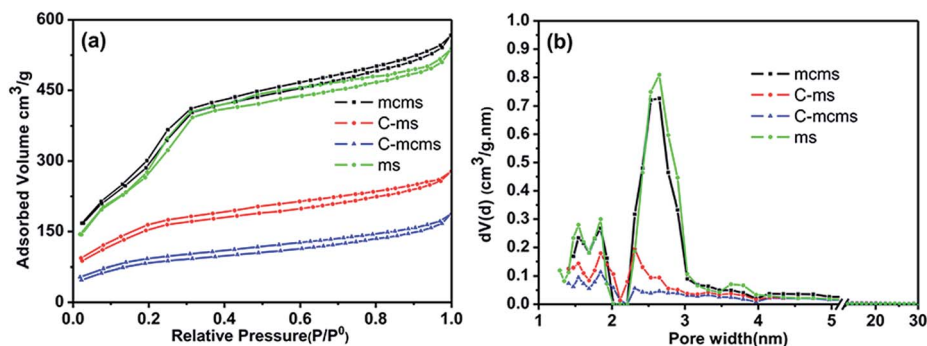 (a)
600
450
300
150
0
Adsorbed Volume cm³/g
mcms
C-ms
C-mcms
ms
0.0 0.2 0.4 0.6 0.8 1.0
Relative Pressure(P/P⁰)
(b)
1.0
0.9
0.8
0.7
0.6
0.5
0.4
0.3
0.2
0.1
0.0
dV(d) (cm³/g.nm)
mcms
C-ms
C-mcms
ms
1 2 3 4 5 20 30
Pore width(nm)